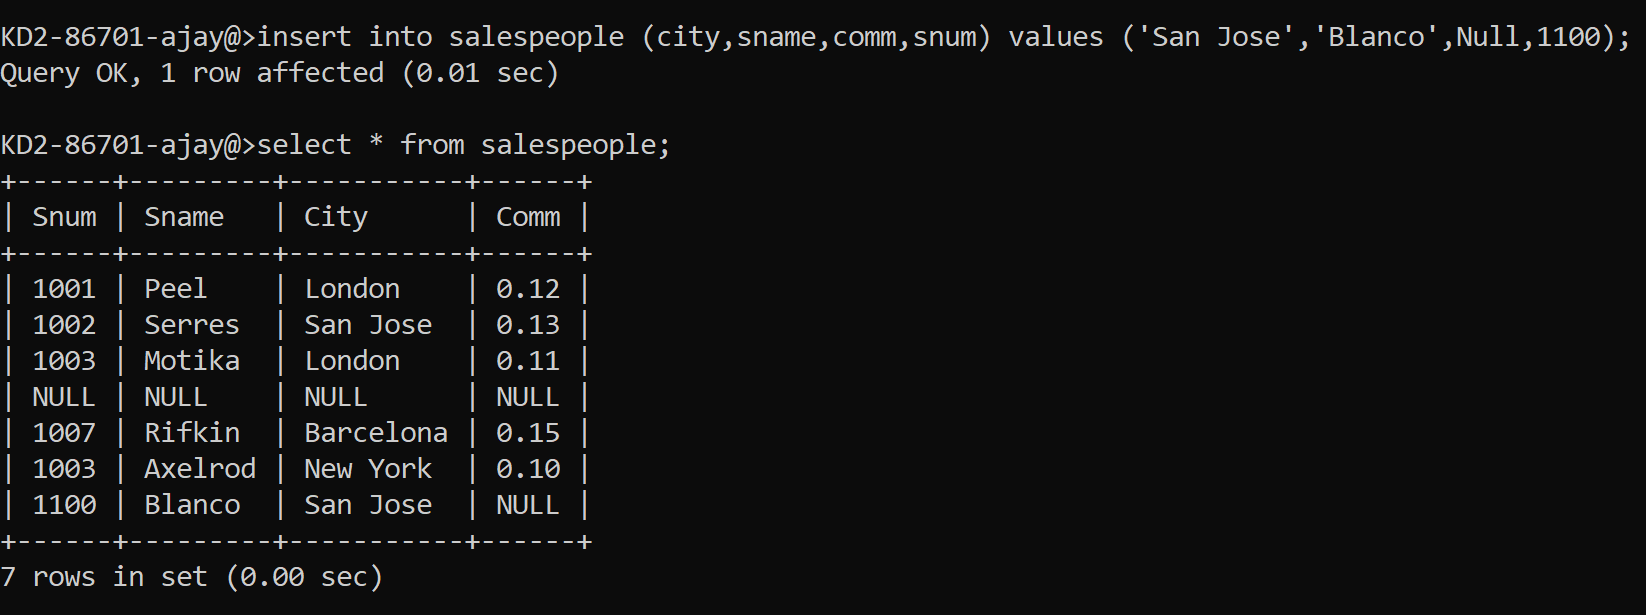 KD2-86701-ajay@>insert into salespeople (city,sname,comm,snum) values ('San Jose','Blanco',Null,1100);
Query OK, 1 row affected (0.01 sec)
KD2-86701-ajay@>select * from salespeople;
+------+---------+-----------+------+
| Snum | Sname   | City      | Comm |
+------+---------+-----------+------+
| 1001 | Peel    | London    | 0.12 |
| 1002 | Serres  | San Jose  | 0.13 |
| 1003 | Motika  | London    | 0.11 |
| NULL | NULL    | NULL      | NULL |
| 1007 | Rifkin  | Barcelona | 0.15 |
| 1003 | Axelrod | New York  | 0.10 |
| 1100 | Blanco  | San Jose  | NULL |
+------+---------+-----------+------+
7 rows in set (0.00 sec)